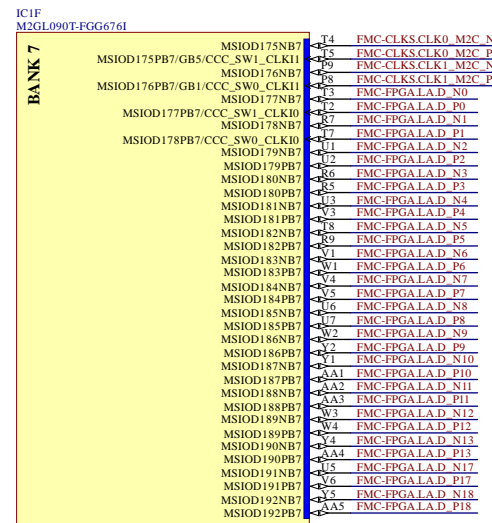 IC1F
M2GL090T-FGG676I
BANK 7
MSIOD175NB7 T4 FMC-CLKS.CLK0_M2C_N
MSIOD175PB7/GB5/CCC_SW1_CLKI1 T5 FMC-CLKS.CLK0_M2C_P
MSIOD176NB7 P9 FMC-CLKS.CLK1_M2C_N
MSIOD176PB7/GB1/CCC_SW0_CLKI1 P8 FMC-CLKS.CLK1_M2C_P
MSIOD177NB7 T3 FMC-FPGA.LA.D_N0
MSIOD177PB7/CCC_SW1_CLKI0 T2 FMC-FPGA.LA.D_P0
MSIOD178NB7 R7 FMC-FPGA.LA.D_N1
MSIOD178PB7/CCC_SW0_CLKI0 T7 FMC-FPGA.LA.D_P1
MSIOD179NB7 U1 FMC-FPGA.LA.D_N2
MSIOD179PB7 U2 FMC-FPGA.LA.D_P2
MSIOD180NB7 R6 FMC-FPGA.LA.D_N3
MSIOD180PB7 R5 FMC-FPGA.LA.D_P3
MSIOD181NB7 U3 FMC-FPGA.LA.D_N4
MSIOD181PB7 V3 FMC-FPGA.LA.D_P4
MSIOD182NB7 T8 FMC-FPGA.LA.D_N5
MSIOD182PB7 R9 FMC-FPGA.LA.D_P5
MSIOD183NB7 V1 FMC-FPGA.LA.D_N6
MSIOD183PB7 W1 FMC-FPGA.LA.D_P6
MSIOD184NB7 V4 FMC-FPGA.LA.D_N7
MSIOD184PB7 V5 FMC-FPGA.LA.D_P7
MSIOD185NB7 U6 FMC-FPGA.LA.D_N8
MSIOD185PB7 U7 FMC-FPGA.LA.D_P8
MSIOD186NB7 W2 FMC-FPGA.LA.D_N9
MSIOD186PB7 Y2 FMC-FPGA.LA.D_P9
MSIOD187NB7 Y1 FMC-FPGA.LA.D_N10
MSIOD187PB7 AA1 FMC-FPGA.LA.D_P10
MSIOD188NB7 AA2 FMC-FPGA.LA.D_N11
MSIOD188PB7 AA3 FMC-FPGA.LA.D_P11
MSIOD189NB7 W3 FMC-FPGA.LA.D_N12
MSIOD189PB7 W4 FMC-FPGA.LA.D_P12
MSIOD190NB7 Y4 FMC-FPGA.LA.D_N13
MSIOD190PB7 AA4 FMC-FPGA.LA.D_P13
MSIOD191NB7 U5 FMC-FPGA.LA.D_N17
MSIOD191PB7 V6 FMC-FPGA.LA.D_P17
MSIOD192NB7 Y5 FMC-FPGA.LA.D_N18
MSIOD192PB7 AA5 FMC-FPGA.LA.D_P18